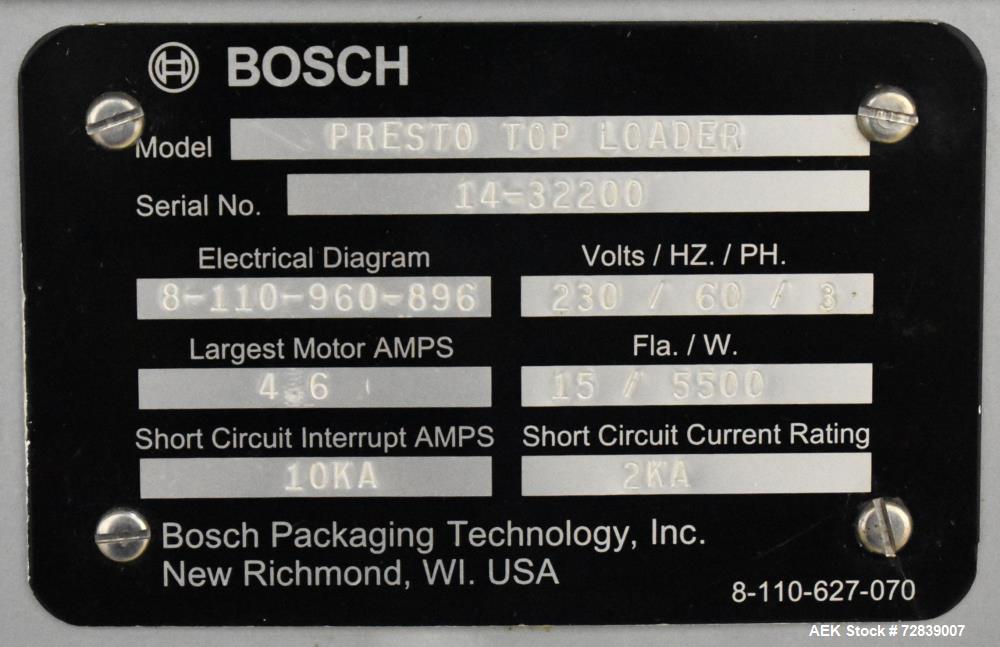 BOSCH
Model PRESTO TOP LOADER
Serial No. 14-32200
Electrical Diagram Volts / HZ. / PH.
8-110-960-896 230 / 60 / 3
Largest Motor AMPS Fla. / W.
4.6 15 / 5500
Short Circuit Interrupt AMPS Short Circuit Current Rating
10KA 2KA
Bosch Packaging Technology, Inc.
New Richmond, WI. USA
8-110-627-070
AEK Stock # 72839007